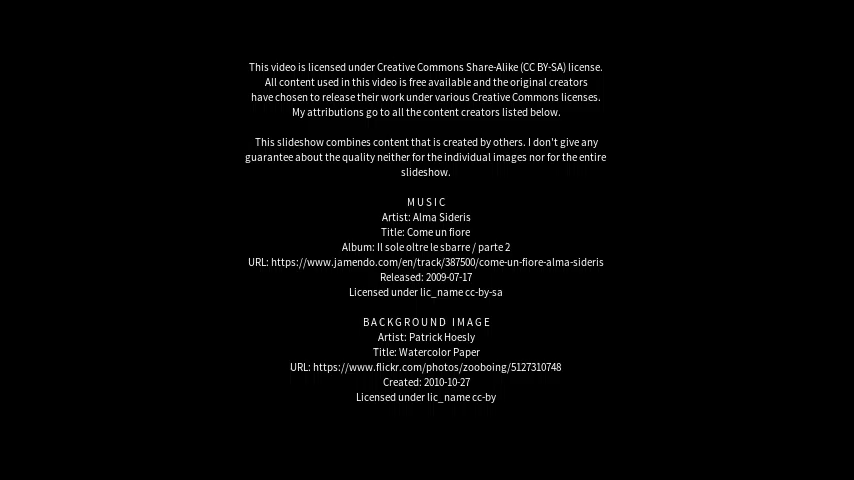 This video is licensed under Creative Commons Share-Alike (CC BY-SA) license.
All content used in this video is free available and the original creators
have chosen to release their work under various Creative Commons licenses.
My attributions go to all the content creators listed below.
This slideshow combines content that is created by others. I don't give any
guarantee about the quality neither for the individual images nor for the entire
slideshow.
MUSIC
Artist: Alma Sideris
Title: Come un fiore
Album: Il sole oltre le sbarre / parte 2
URL: https://www.jamendo.com/en/track/387500/come-un-fiore-alma-sideris
Released: 2009-07-17
Licensed under lic_name cc-by-sa
BACKGROUND IMAGE
Artist: Patrick Hoesly
Title: Watercolor Paper
URL: https://www.flickr.com/photos/zooboing/5127310748
Created: 2010-10-27
Licensed under lic_name cc-by